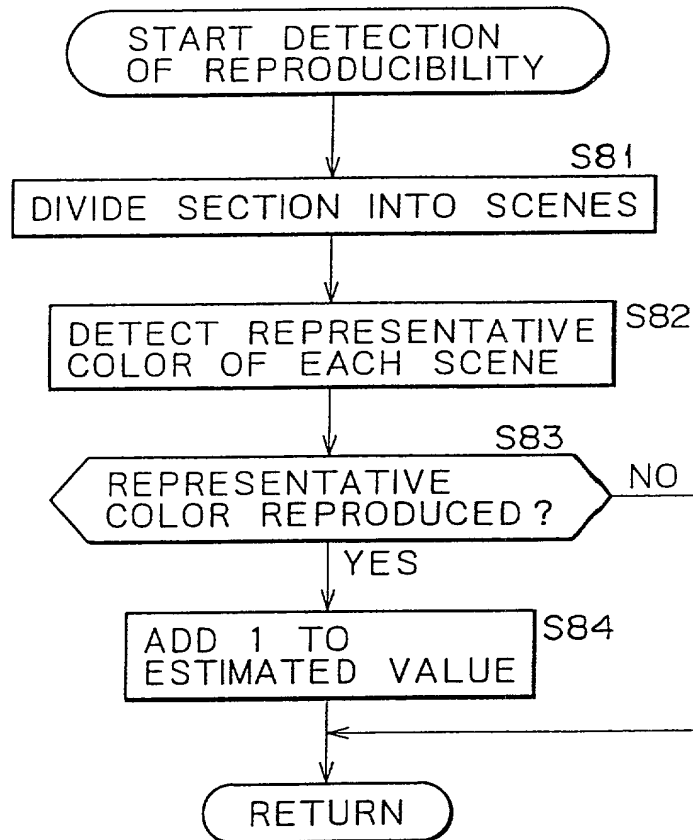 START DETECTION
OF REPRODUCIBILITY
S81
DIVIDE SECTION INTO SCENES
S82
DETECT REPRESENTATIVE
COLOR OF EACH SCENE
S83
REPRESENTATIVE
COLOR REPRODUCED?
NO
YES
S84
ADD 1 TO
ESTIMATED VALUE
RETURN